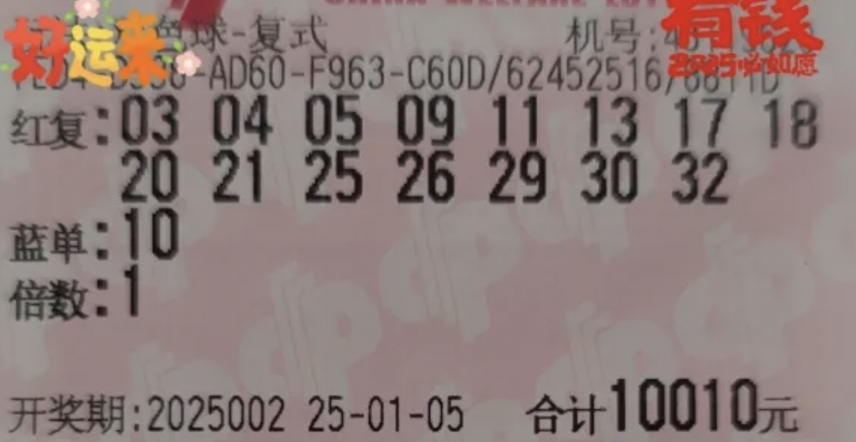 好运来
有钱
2025必如愿
色球-复式
机号:
-AD60-F963-C60D/62452516/
红复:03 04 05 09 11 13 17 18
20 21 25 26 29 30 32
蓝单:10
倍数:1
开奖期:2025002 25-01-05 合计10010元